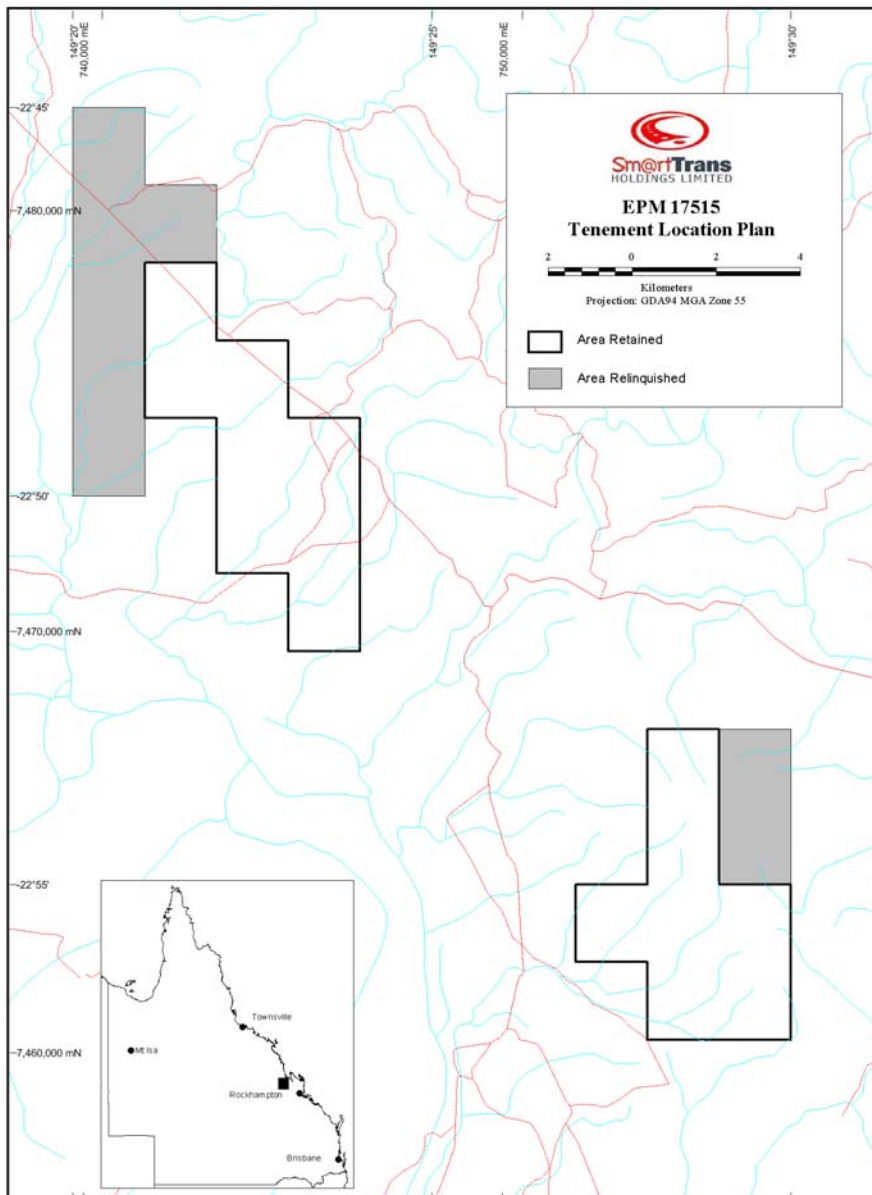 149°20'
740,000 mE
149°25'
750,000 mE
149°30'
-22°45'
7,480,000 mN
-22°50'
7,470,000 mN
-22°55'
7,460,000 mN
Sm@rtTrans
HOLDINGS LIMITED
EPM 17515
Tenement Location Plan
2 0 2 4
Kilometers
Projection: GDA94 MGA Zone 55
Area Retained
Area Relinquished
Townsville
Mt Isa
Rockhampton
Brisbane